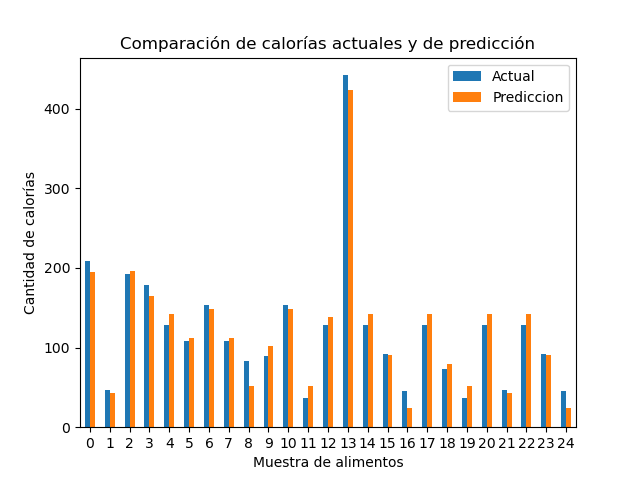 Comparación de calorías actuales y de predicción
Actual
Prediccion
400
300
200
100
0
Cantidad de calorías
0 1 2 3 4 5 6 7 8 9 10 11 12 13 14 15 16 17 18 19 20 21 22 23 24
Muestra de alimentos